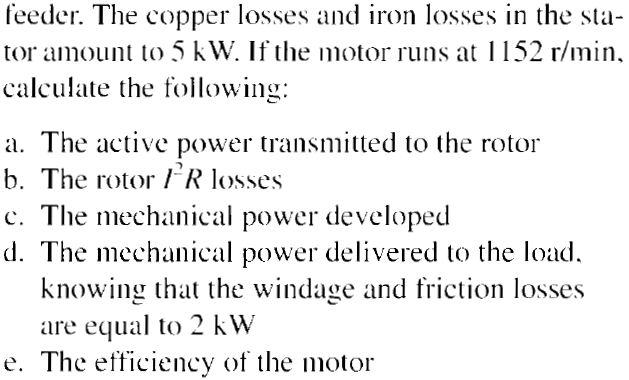 feeder. The copper losses and iron losses in the sta-
tor amount to 5 kW. If the motor runs at 1152 r/min,
calculate the following:
a. The active power transmitted to the rotor
b. The rotor I²R losses
c. The mechanical power developed
d. The mechanical power delivered to the load,
knowing that the windage and friction losses
are equal to 2 kW
e. The efficiency of the motor